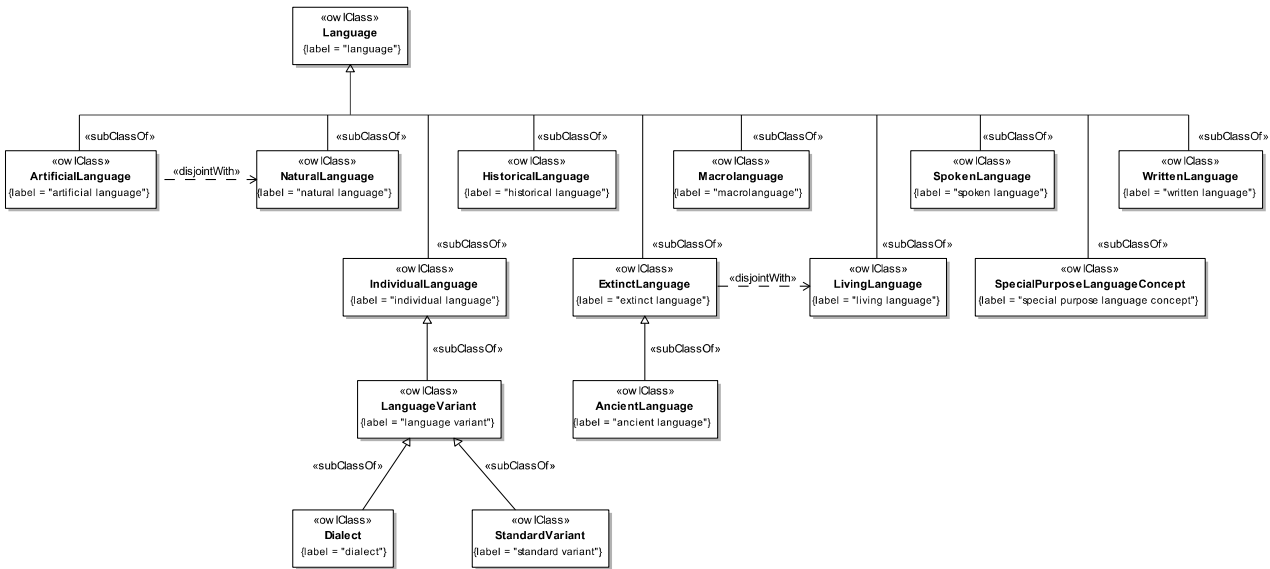 «owlClass»
Language
{label = "language"}
«subClassOf»
«subClassOf»
«subClassOf»
«subClassOf»
«subClassOf»
«subClassOf»
«owlClass»
ArtificialLanguage
{label = "artificial language"}
«disjointWith»
«owlClass»
NaturalLanguage
{label = "natural language"}
«owlClass»
HistoricalLanguage
{label = "historical language"}
«owlClass»
Macrolanguage
{label = "macrolanguage"}
«owlClass»
SpokenLanguage
{label = "spoken language"}
«owlClass»
WrittenLanguage
{label = "written language"}
«subClassOf»
«subClassOf»
«subClassOf»
«subClassOf»
«owlClass»
IndividualLanguage
{label = "individual language"}
«owlClass»
ExtinctLanguage
{label = "extinct language"}
«disjointWith»
«owlClass»
LivingLanguage
{label = "living language"}
«owlClass»
SpecialPurposeLanguageConcept
{label = "special purpose language concept"}
«subClassOf»
«subClassOf»
«owlClass»
LanguageVariant
{label = "language variant"}
«owlClass»
AncientLanguage
{label = "ancient language"}
«subClassOf»
«subClassOf»
«owlClass»
Dialect
{label = "dialect"}
«owlClass»
StandardVariant
{label = "standard variant"}